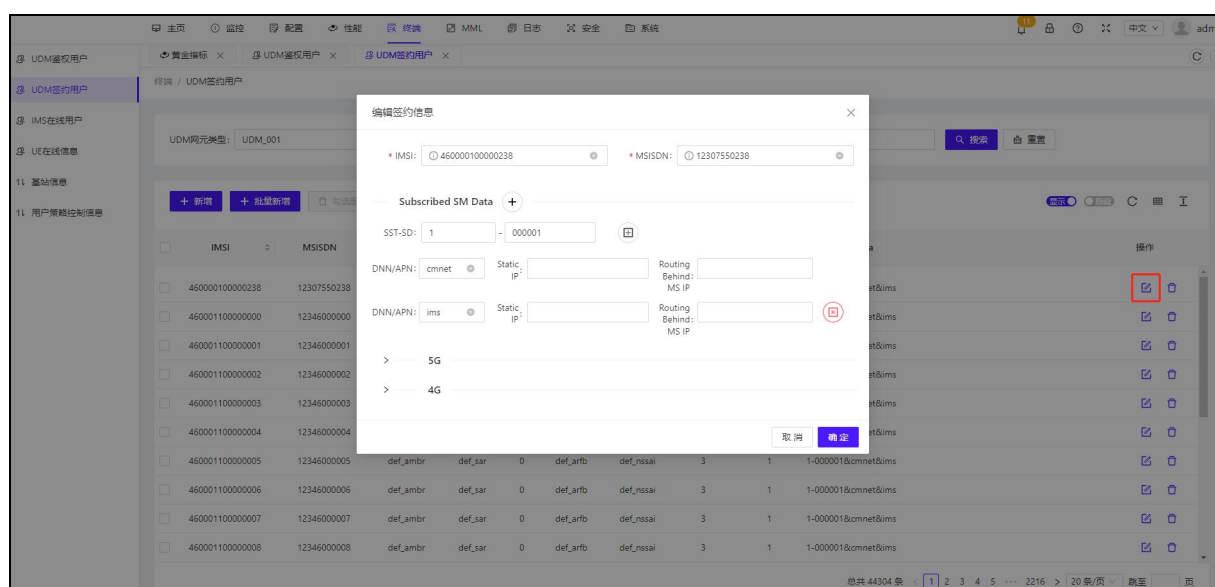 主页 监控 配置 性能 终端 MML 日志 安全 系统 11 中文 adm
UDM鉴权用户 黄金指标 UDM鉴权用户 UDM签约用户
UDM签约用户 终端 / UDM签约用户
IMS在线用户
UE在线信息
基站信息
用户策略控制信息
UDM网元类型: UDM_001 搜索 重置
+ 新增 + 批量新增 显示
IMSI MSISDN 操作
编辑签约信息
* IMSI: 460000100000238 * MSISDN: 12307550238
Subscribed SM Data
SST-SD: 1 - 000001
DNN/APN: cmnet Static IP: Routing Behind MS IP:
DNN/APN: ims Static IP: Routing Behind MS IP:
> 5G
> 4G
取消 确定
460000100000238 12307550238 et&ims
460001100000000 12346000000 et&ims
460001100000001 12346000001 et&ims
460001100000002 12346000002 et&ims
460001100000003 12346000003 et&ims
460001100000004 12346000004 et&ims
460001100000005 12346000005 def_ambr def_sar 0 def_arfb def_nssai 3 1 1-000001&cmnet&ims
460001100000006 12346000006 def_ambr def_sar 0 def_arfb def_nssai 3 1 1-000001&cmnet&ims
460001100000007 12346000007 def_ambr def_sar 0 def_arfb def_nssai 3 1 1-000001&cmnet&ims
460001100000008 12346000008 def_ambr def_sar 0 def_arfb def_nssai 3 1 1-000001&cmnet&ims
总共 44304 条 < 1 2 3 4 5 ··· 2216 > 20 条/页 跳至 页